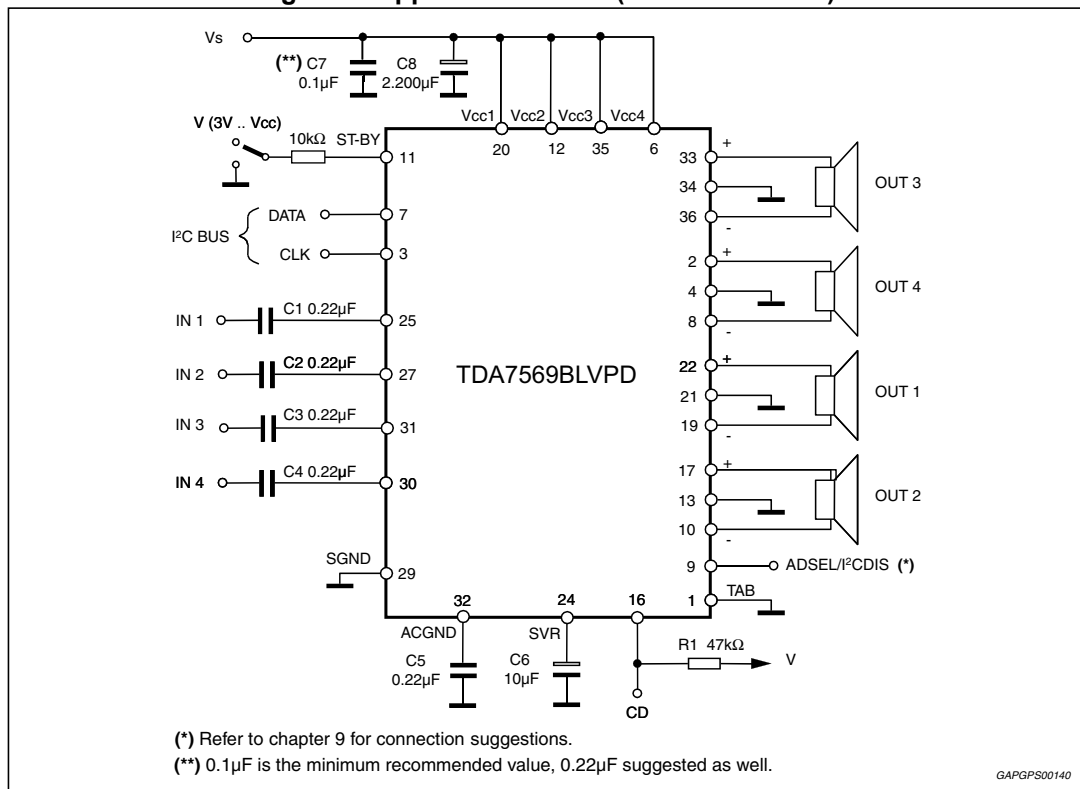 Vs
(**) C7
0.1µF
C8
2.200µF
V (3V .. Vcc)
10kΩ
ST-BY
Vcc1
Vcc2
Vcc3
Vcc4
20
12
35
6
11
DATA
7
I²C BUS
CLK
3
IN 1
C1 0.22µF
25
IN 2
C2 0.22µF
27
IN 3
C3 0.22µF
31
IN 4
C4 0.22µF
30
TDA7569BLVPD
33
+
34
OUT 3
36
-
2
+
4
OUT 4
8
-
22
+
21
OUT 1
19
-
17
+
13
OUT 2
10
-
9
ADSEL/I²CDIS (*)
1
TAB
SGND
29
32
24
16
ACGND
SVR
C5
0.22µF
C6
10µF
R1 47kΩ
V
CD
(*) Refer to chapter 9 for connection suggestions.
(**) 0.1µF is the minimum recommended value, 0.22µF suggested as well.
GAPGPS00140